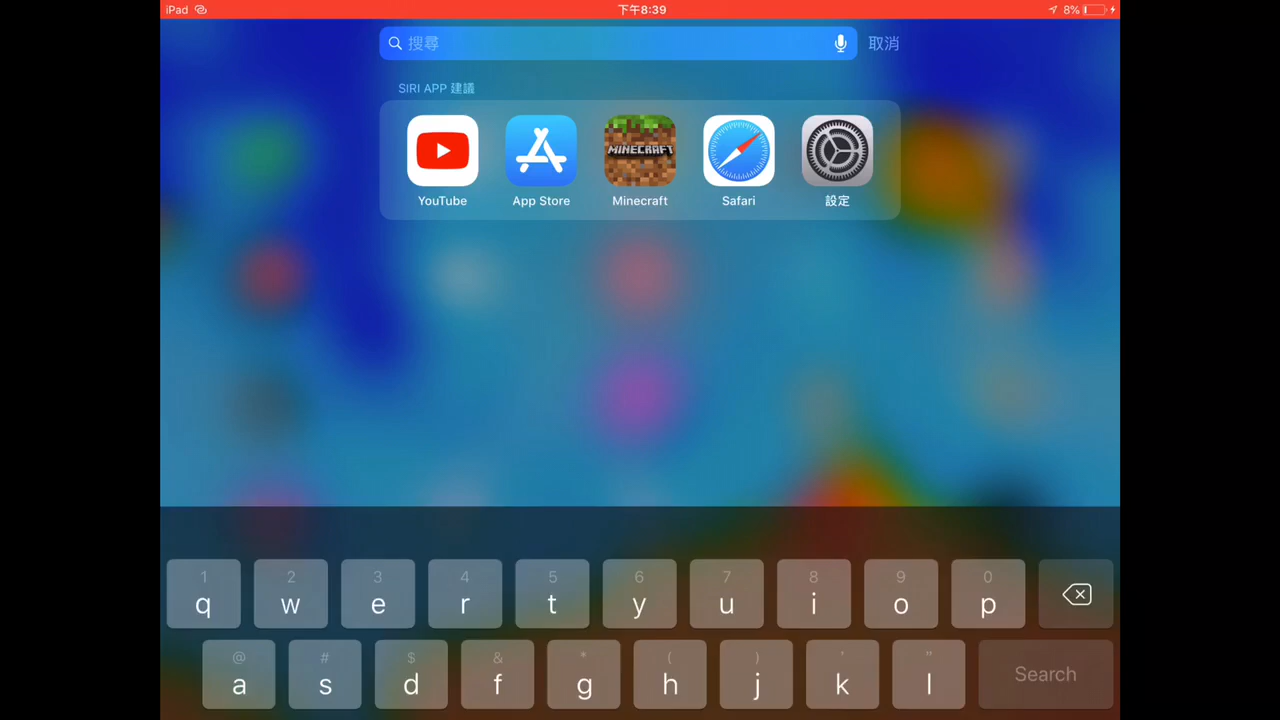 iPad 下午8:39 8%
搜尋 取消
SIRI APP 建議
MINECRAFT
YouTube App Store Minecraft Safari 設定
1 2 3 4 5 6 7 8 9 0
q w e r t y u i o p
@ # $ & * ( ) ' "
a s d f g h j k l Search